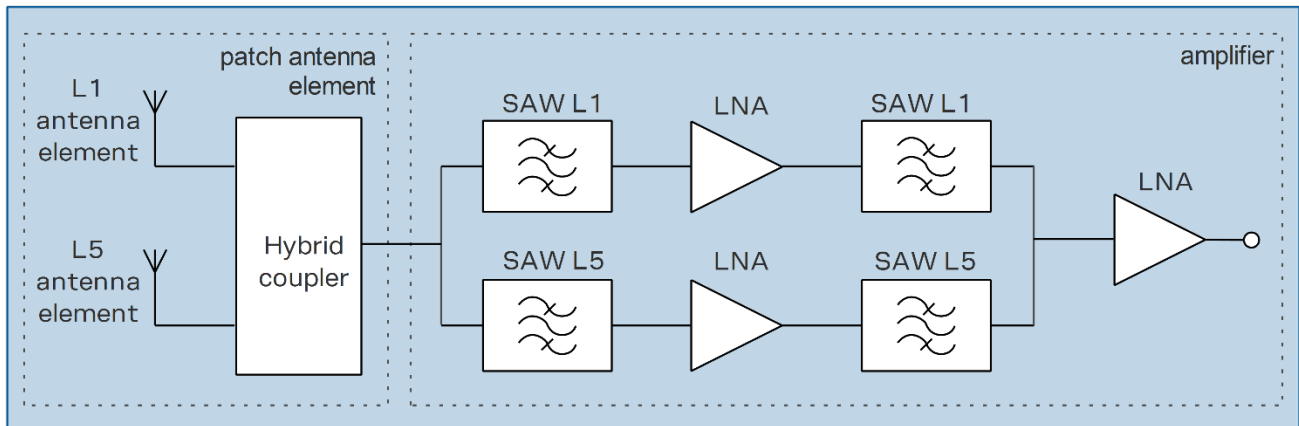 patch antenna
element
L1
antenna
element
L5
antenna
element
Hybrid
coupler
amplifier
SAW L1
LNA
SAW L1
LNA
SAW L5
LNA
SAW L5